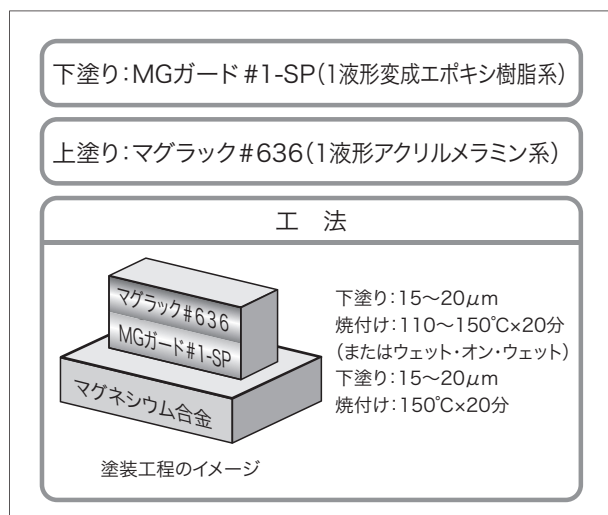 下塗り:MGガード#1-SP(1液形変成エポキシ樹脂系)
上塗り:マグラック#636(1液形アクリルメラミン系)
工 法
マグラック#636
MGガード#1-SP
マグネシウム合金
塗装工程のイメージ
下塗り:15〜20μm
焼付け:110〜150℃×20分
(またはウェット・オン・ウェット)
下塗り:15〜20μm
焼付け:150℃×20分